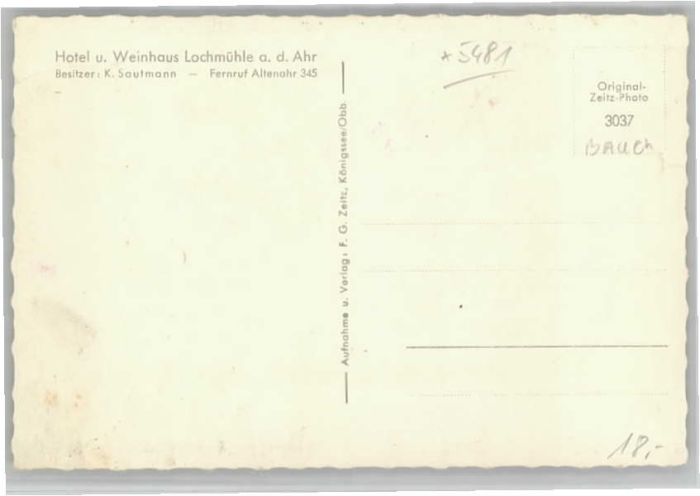 Hotel u. Weinhaus Lochmühle a. d. Ahr
Besitzer: K. Sautmann — Fernruf Altenahr 345
Aufnahme u. Verlag: F. G. Zeitz, Königssee/Obb.
*5481
Original-
Zeitz-Photo
3037
BAUCh
18,-